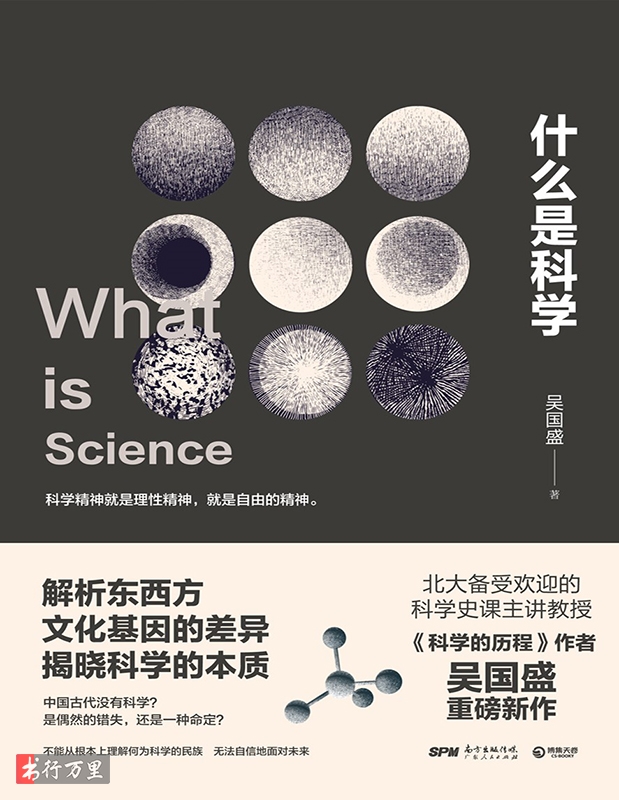 什么是科学
What
is
Science
吴国盛
著
科学精神就是理性精神，就是自由的精神。
解析东西方
文化基因的差异
揭晓科学的本质
中国古代没有科学？
是偶然的错失，还是一种命定？
不能从根本上理解何为科学的民族 无法自信地面对未来
北大备受欢迎的
科学史课主讲教授
《科学的历程》作者
吴国盛
重磅新作
SPM 南方出版传媒
广东人民出版社
博集天卷
CS-BOOKY
书行万里